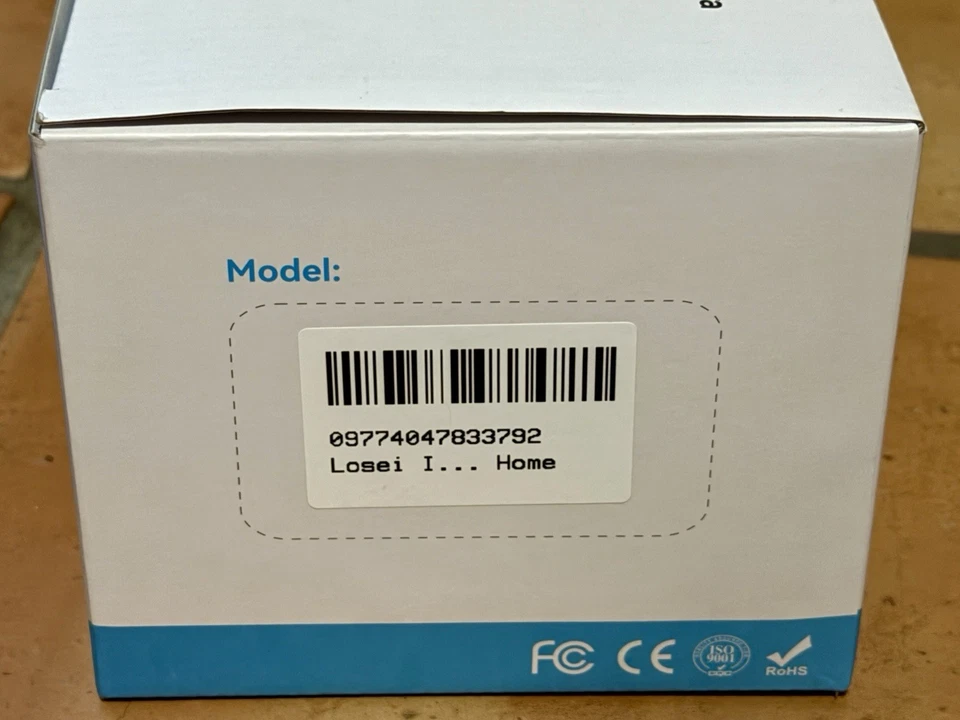 a
Model:
09774047833792
Losei I... Home
FC CE ISO 9001 RoHS